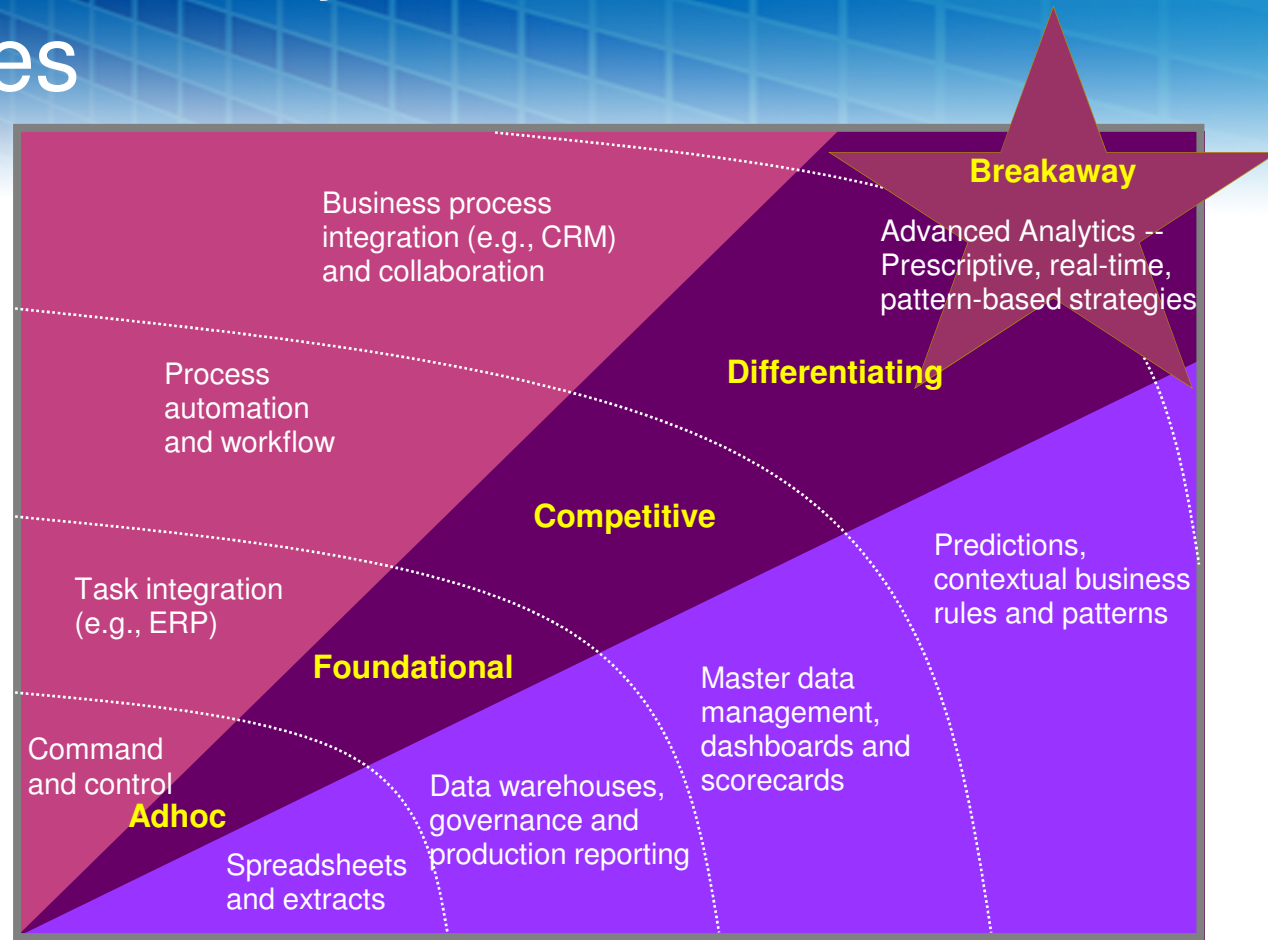 es
Breakaway
Advanced Analytics --
Prescriptive, real-time,
pattern-based strategies
Business process
integration (e.g., CRM)
and collaboration
Differentiating
Process
automation
and workflow
Competitive
Predictions,
contextual business
rules and patterns
Task integration
(e.g., ERP)
Foundational
Master data
management,
dashboards and
scorecards
Command
and control
Adhoc
Data warehouses,
governance and
production reporting
Spreadsheets
and extracts